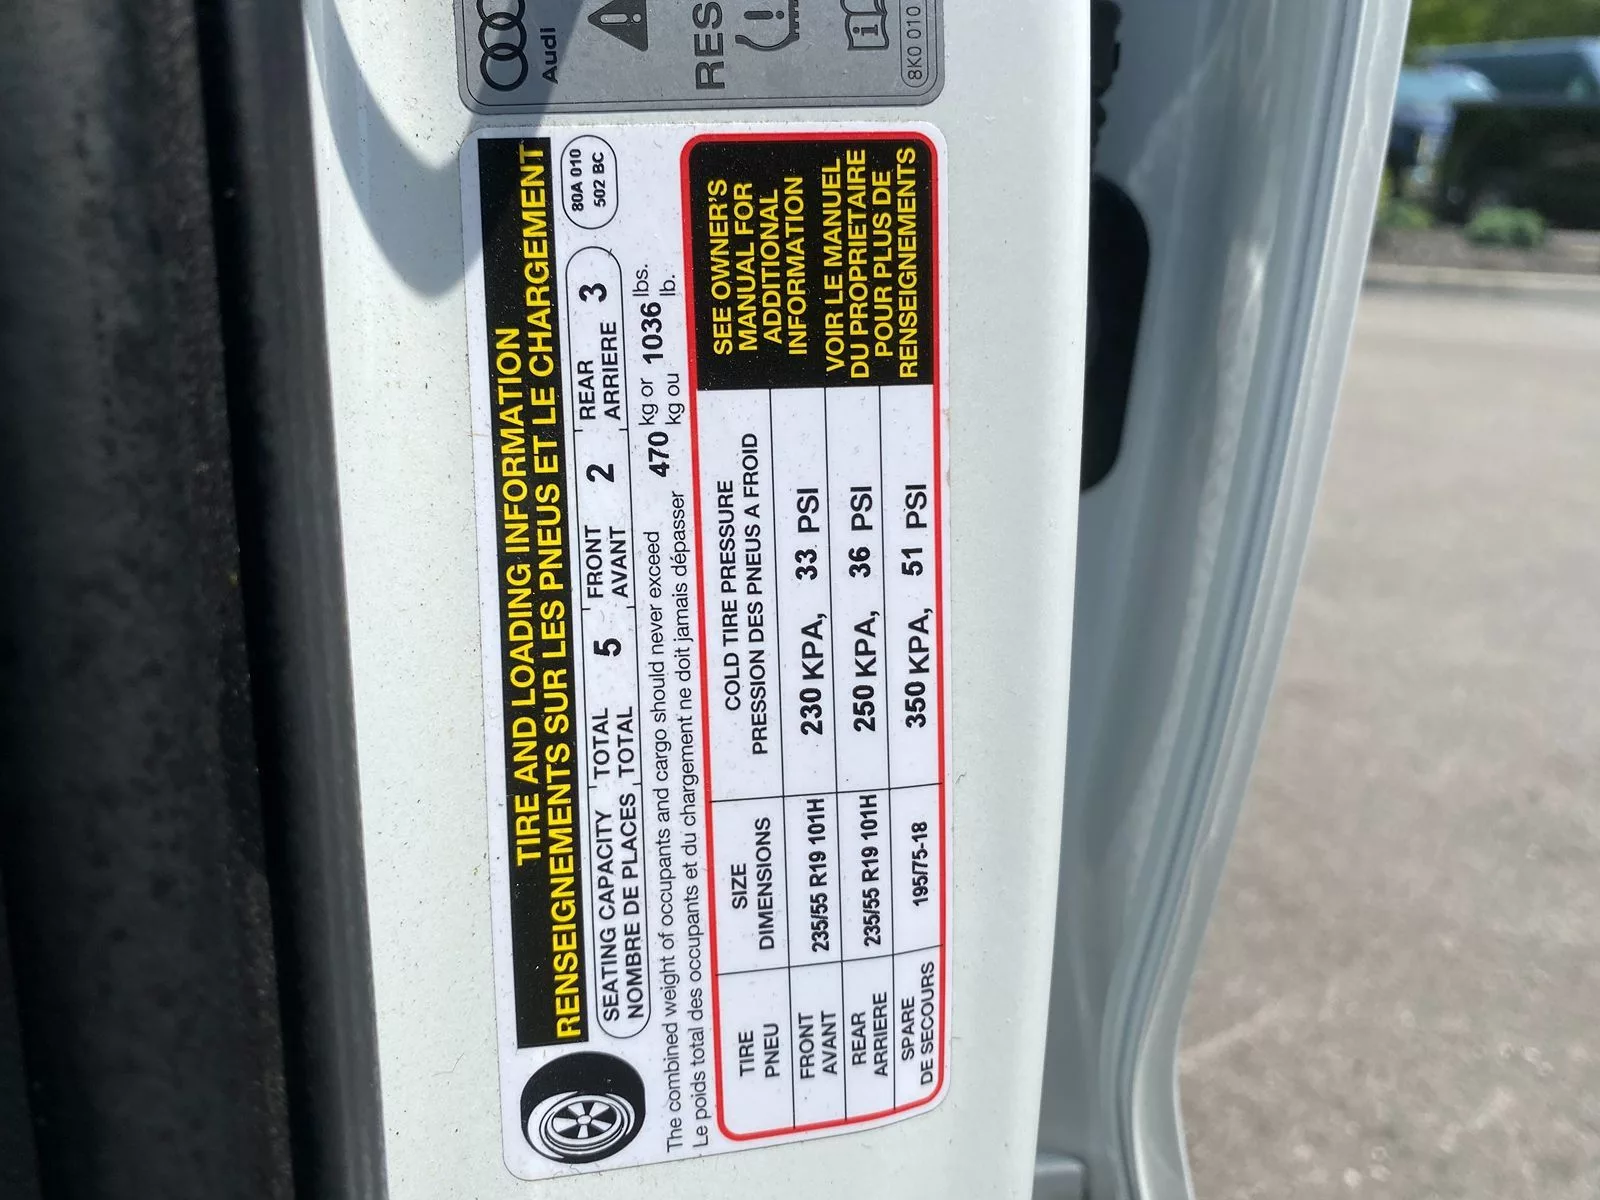 Audi
RES
8K0 010
TIRE AND LOADING INFORMATION
RENSEIGNEMENTS SUR LES PNEUS ET LE CHARGEMENT
80A 010
502 BC
SEATING CAPACITY TOTAL 5 FRONT 2 REAR 3
NOMBRE DE PLACES TOTAL AVANT ARRIERE
The combined weight of occupants and cargo should never exceed 470 kg or 1036 lbs.
Le poids total des occupants et du chargement ne doit jamais dépasser kg ou lb.
TIRE SIZE COLD TIRE PRESSURE
PNEU DIMENSIONS PRESSION DES PNEUS A FROID
FRONT
AVANT
235/55 R19 101H 230 KPA, 33 PSI
REAR
ARRIERE
235/55 R19 101H 250 KPA, 36 PSI
SPARE
DE SECOURS
195/75-18 350 KPA, 51 PSI
SEE OWNER'S
MANUAL FOR
ADDITIONAL
INFORMATION
VOIR LE MANUEL
DU PROPRIETAIRE
POUR PLUS DE
RENSEIGNEMENTS